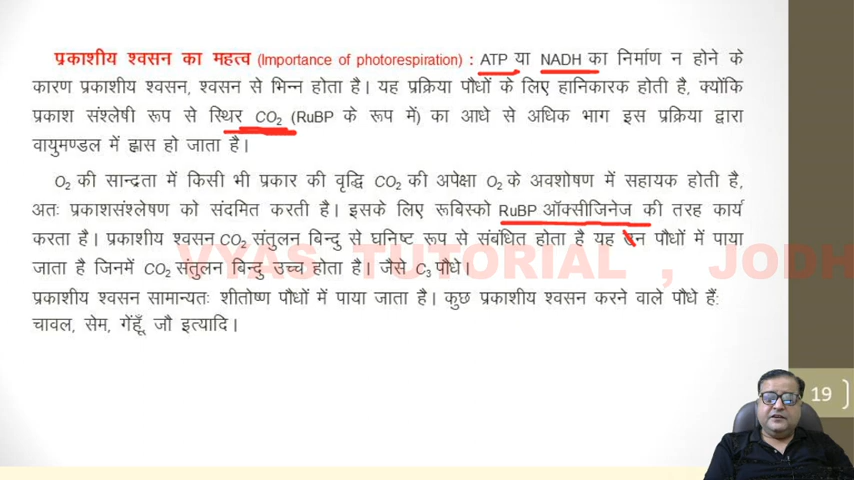 प्रकाशीय श्वसन का महत्व (Importance of photorespiration) : ATP या NADH का निर्माण न होने के
कारण प्रकाशीय श्वसन, श्वसन से भिन्न होता है। यह प्रक्रिया पौधों के लिए हानिकारक होती है, क्योंकि
प्रकाश संश्लेषी रूप से स्थिर CO₂ (RuBP के रूप में) का आधे से अधिक भाग इस प्रक्रिया द्वारा
वायुमण्डल में ह्रास हो जाता है।
O₂ की सान्द्रता में किसी भी प्रकार की वृद्धि CO₂ की अपेक्षा O₂ के अवशोषण में सहायक होती है,
अतः प्रकाशसंश्लेषण को संदमित करती है। इसके लिए रूबिस्को RuBP ऑक्सीजिनेज की तरह कार्य
करता है। प्रकाशीय श्वसन CO₂ संतुलन बिन्दु से घनिष्ट रूप से संबंधित होता है यह उन पौधों में पाया
जाता है जिनमें CO₂ संतुलन बिन्दु उच्च होता है। जैसे C₃ पौधे।
VYAS TUTORIAL , JODH
प्रकाशीय श्वसन सामान्यतः शीतोष्ण पौधों में पाया जाता है। कुछ प्रकाशीय श्वसन करने वाले पौधे हैं:
चावल, सेम, गेंहूँ, जौ इत्यादि।
19